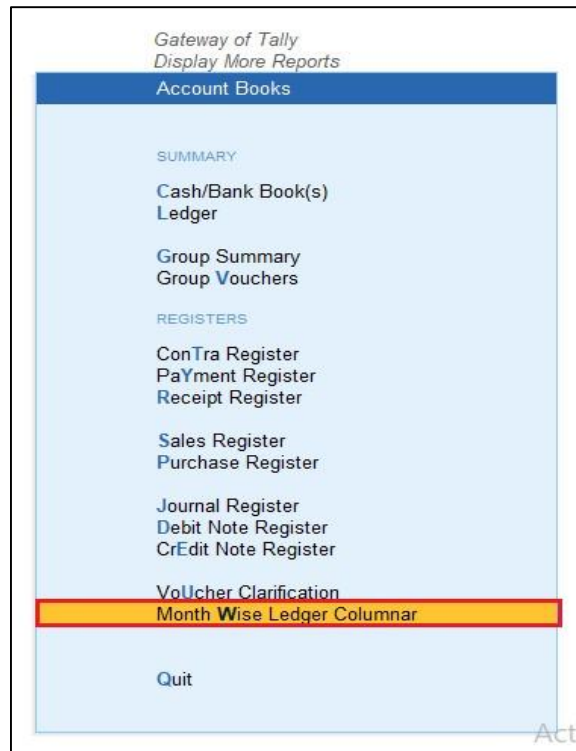 Gateway of Tally
Display More Reports
Account Books
SUMMARY
Cash/Bank Book(s)
Ledger
Group Summary
Group Vouchers
REGISTERS
ConTra Register
PaYment Register
Receipt Register
Sales Register
Purchase Register
Journal Register
Debit Note Register
CrEdit Note Register
VoUcher Clarification
Month Wise Ledger Columnar
Quit
Act